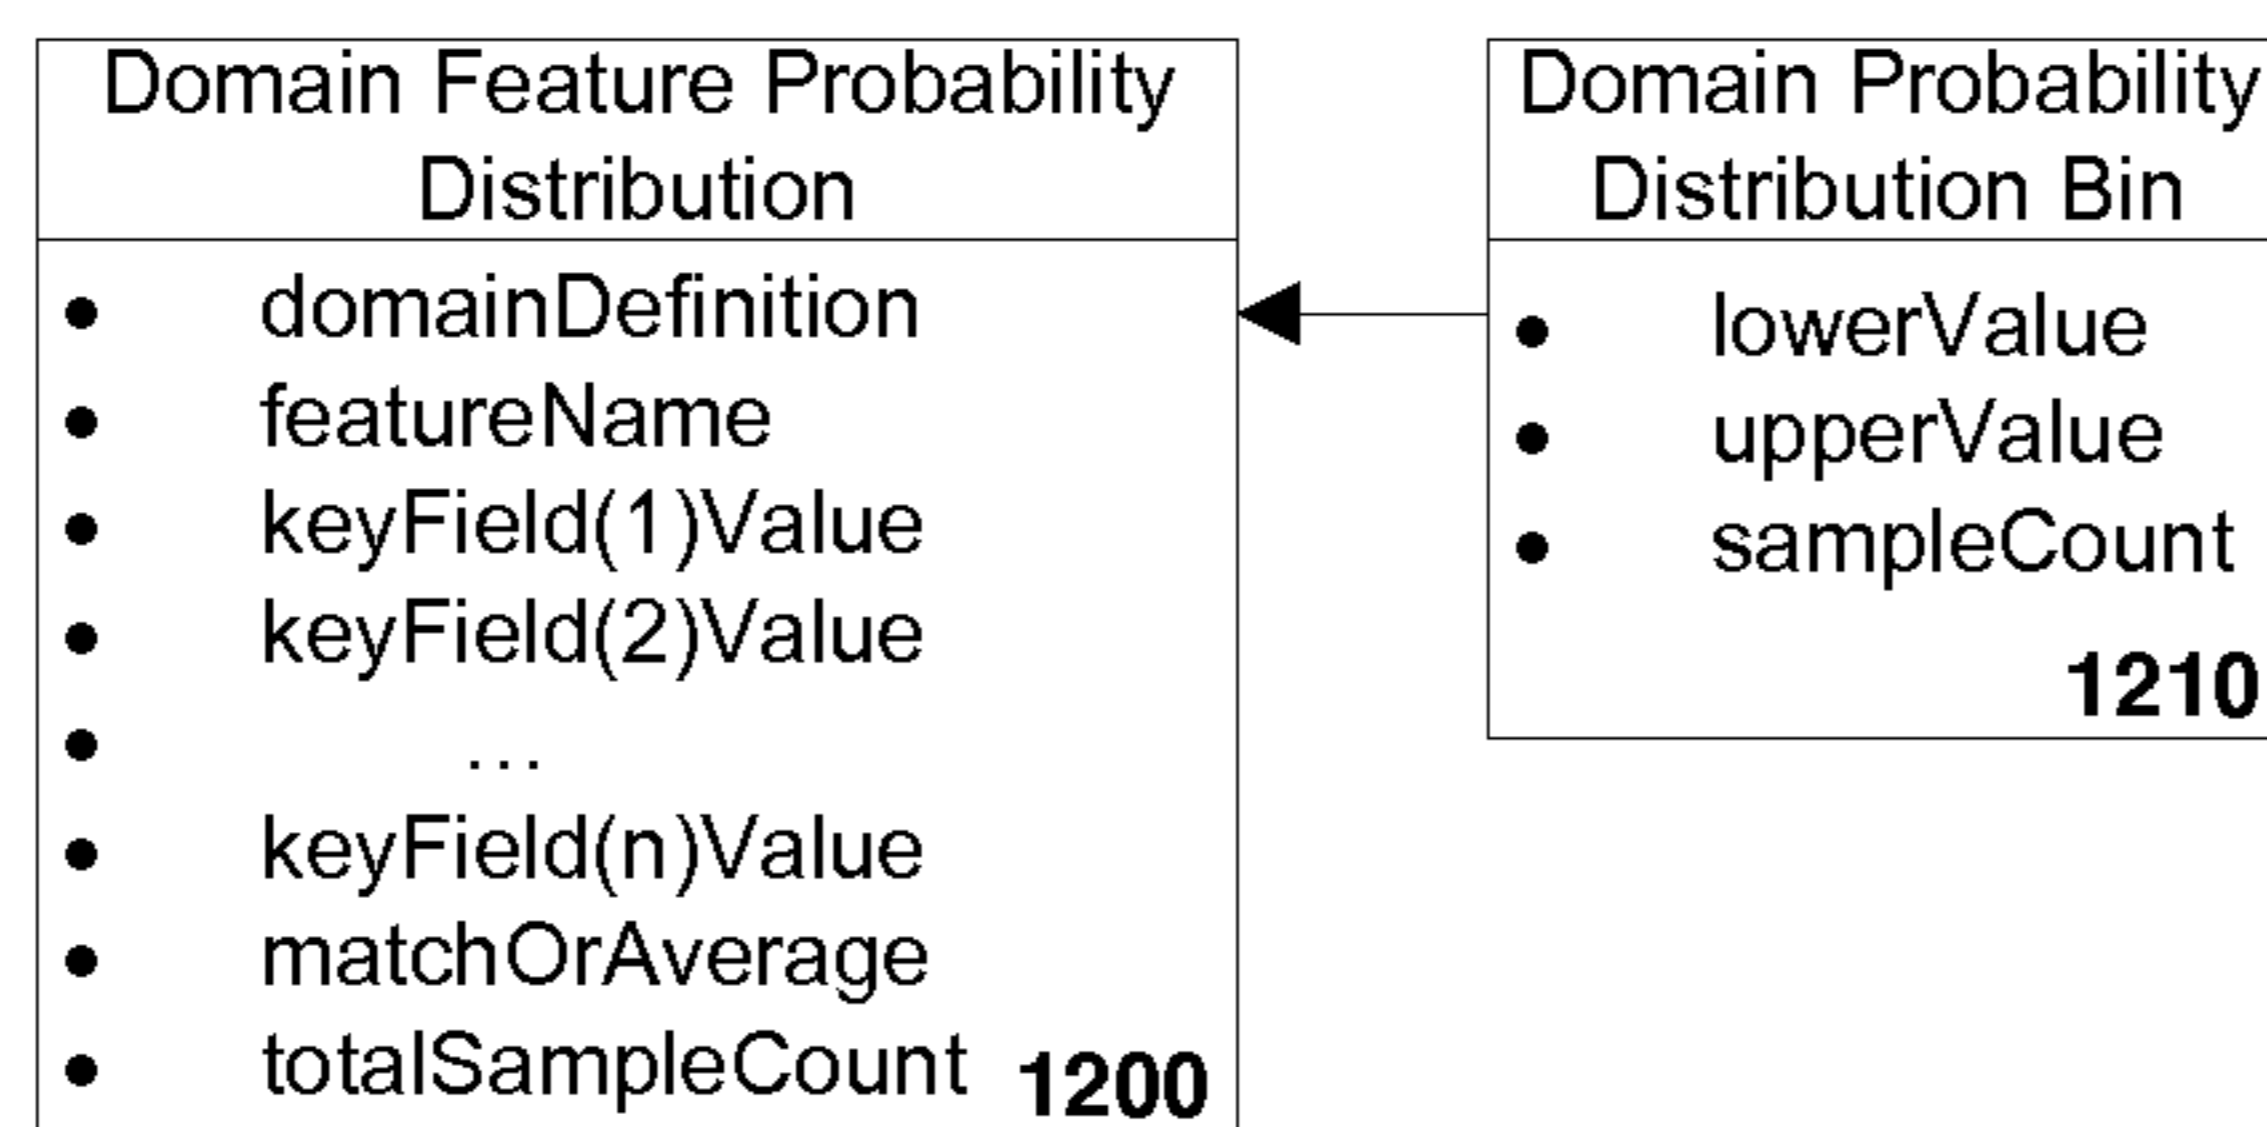 Domain Feature Probability
Distribution
• domainDefinition
• featureName
• keyField(1)Value
• keyField(2)Value
• ...
• keyField(n)Value
• matchOrAverage
• totalSampleCount 1200
Domain Probability
Distribution Bin
• lowerValue
• upperValue
• sampleCount
1210